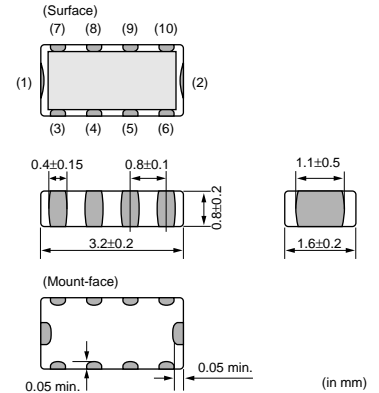 (Surface)
(7) (8) (9) (10)
(1) (2)
(3) (4) (5) (6)
0.4±0.15 0.8±0.1 1.1±0.5
0.8±0.2
3.2±0.2 1.6±0.2
(Mount-face)
0.05 min.
0.05 min. (in mm)